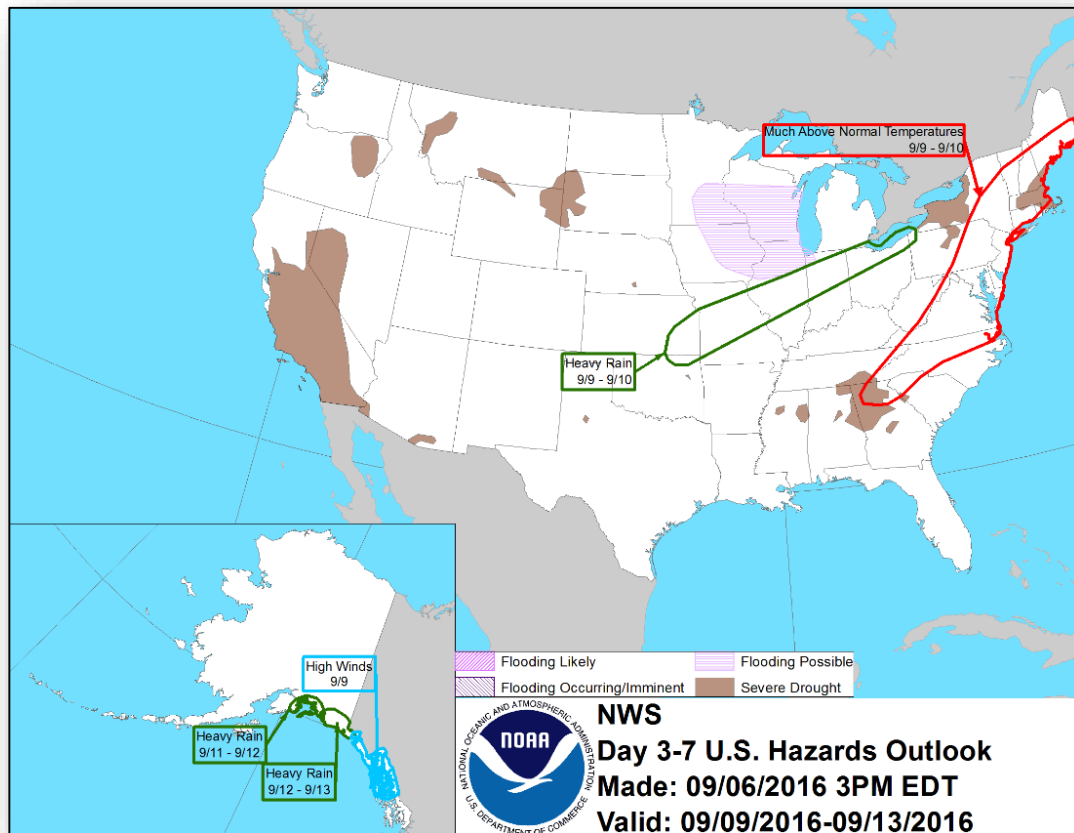 Much Above Normal Temperatures
9/9 - 9/10
Heavy Rain
9/9 - 9/10
High Winds
9/9
Heavy Rain
9/11 - 9/12
Heavy Rain
9/12 - 9/13
Flooding Likely
Flooding Possible
Flooding Occurring/Imminent
Severe Drought
NATIONAL OCEANIC AND ATMOSPHERIC ADMINISTRATION
NOAA
U.S. DEPARTMENT OF COMMERCE
NWS
Day 3-7 U.S. Hazards Outlook
Made: 09/06/2016 3PM EDT
Valid: 09/09/2016-09/13/2016